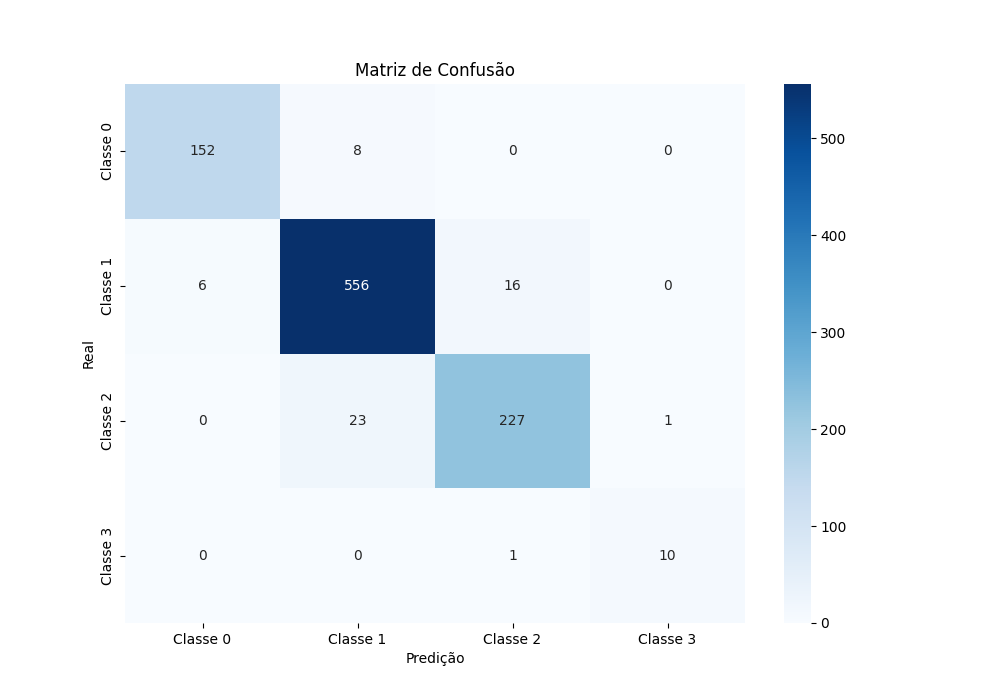 Matriz de Confusão
Classe 0
152 8 0 0
Classe 1
6 556 16 0
Real
Classe 2
0 23 227 1
Classe 3
0 0 1 10
Classe 0 Classe 1 Classe 2 Classe 3
Predição
500
400
300
200
100
0